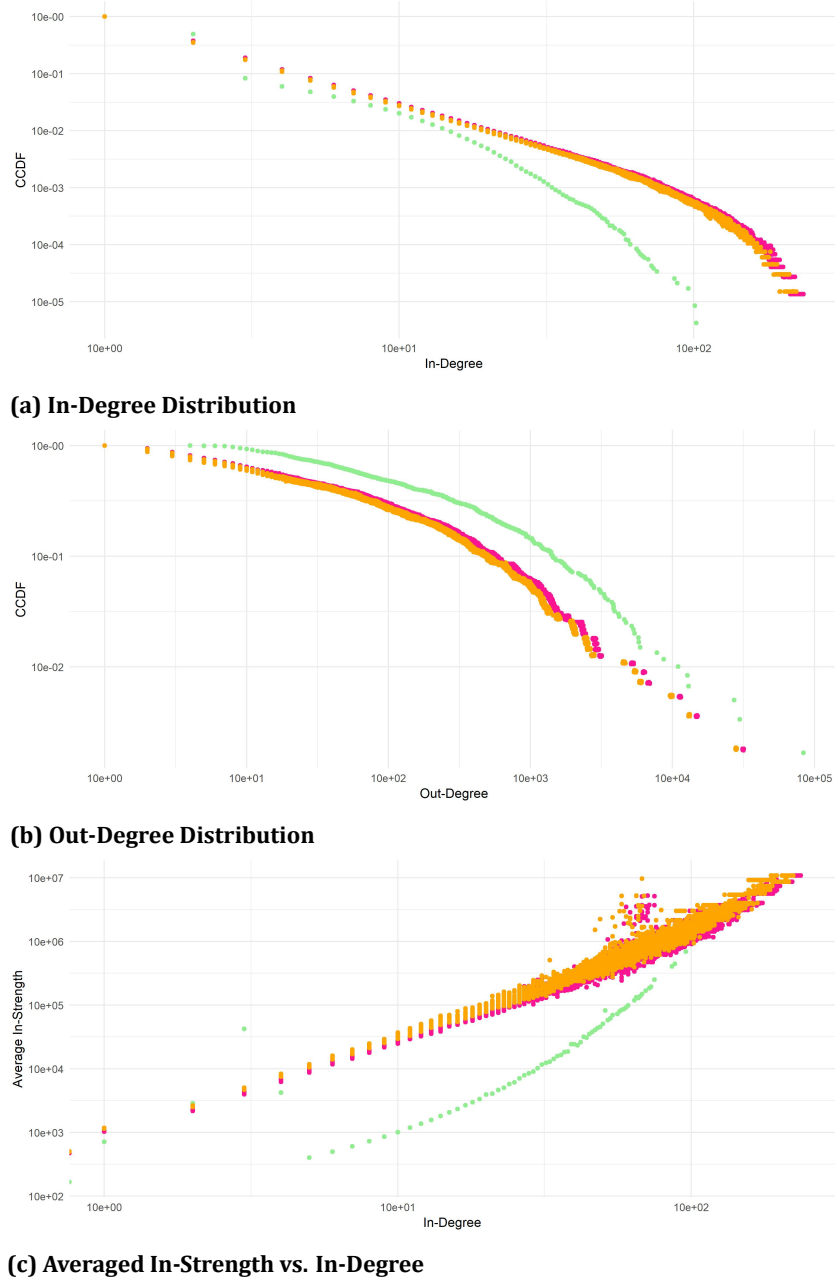 10e-00
10e-01
10e-02
10e-03
10e-04
10e-05
CCDF
10e+00 10e+01 10e+02
In-Degree
(a) In-Degree Distribution
10e-00
10e-01
10e-02
CCDF
10e+00 10e+01 10e+02 10e+03 10e+04 10e+05
Out-Degree
(b) Out-Degree Distribution
10e+07
10e+06
10e+05
10e+04
10e+03
10e+02
Average In-Strength
10e+00 10e+01 10e+02
In-Degree
(c) Averaged In-Strength vs. In-Degree